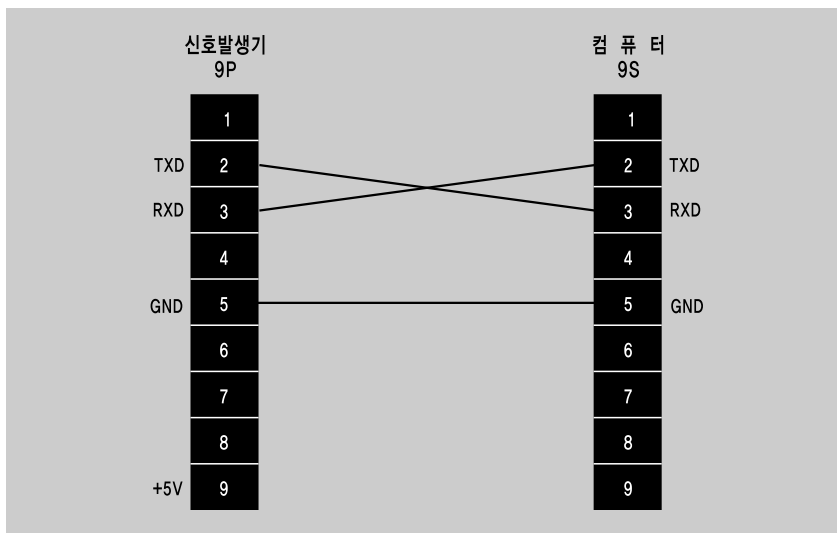 신호발생기 컴 퓨 터
9P 9S
1 1
TXD 2 2 TXD
RXD 3 3 RXD
4 4
GND 5 5 GND
6 6
7 7
8 8
+5V 9 9